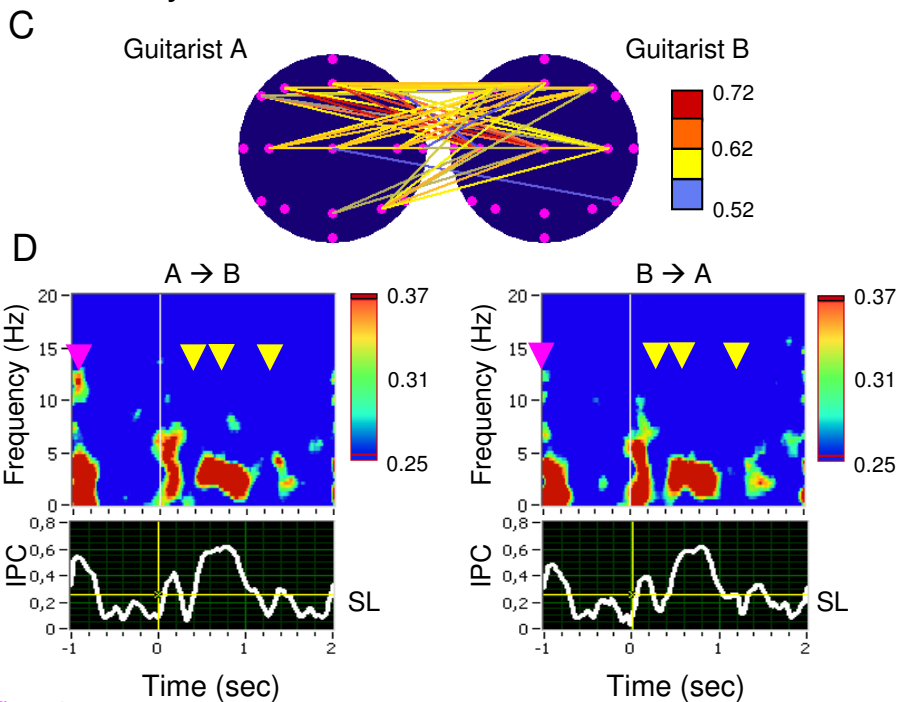 C
Guitarist A
Guitarist B
0.72
0.62
0.52
D
A → B
B → A
Frequency (Hz)
20
15
10
5
0
0.37
0.31
0.25
Frequency (Hz)
20
15
10
5
0
0.37
0.31
0.25
IPC
0,8
0,6
0,4
0,2
0
SL
-1
0
1
2
Time (sec)
IPC
0,8
0,6
0,4
0,2
0
SL
-1
0
1
2
Time (sec)